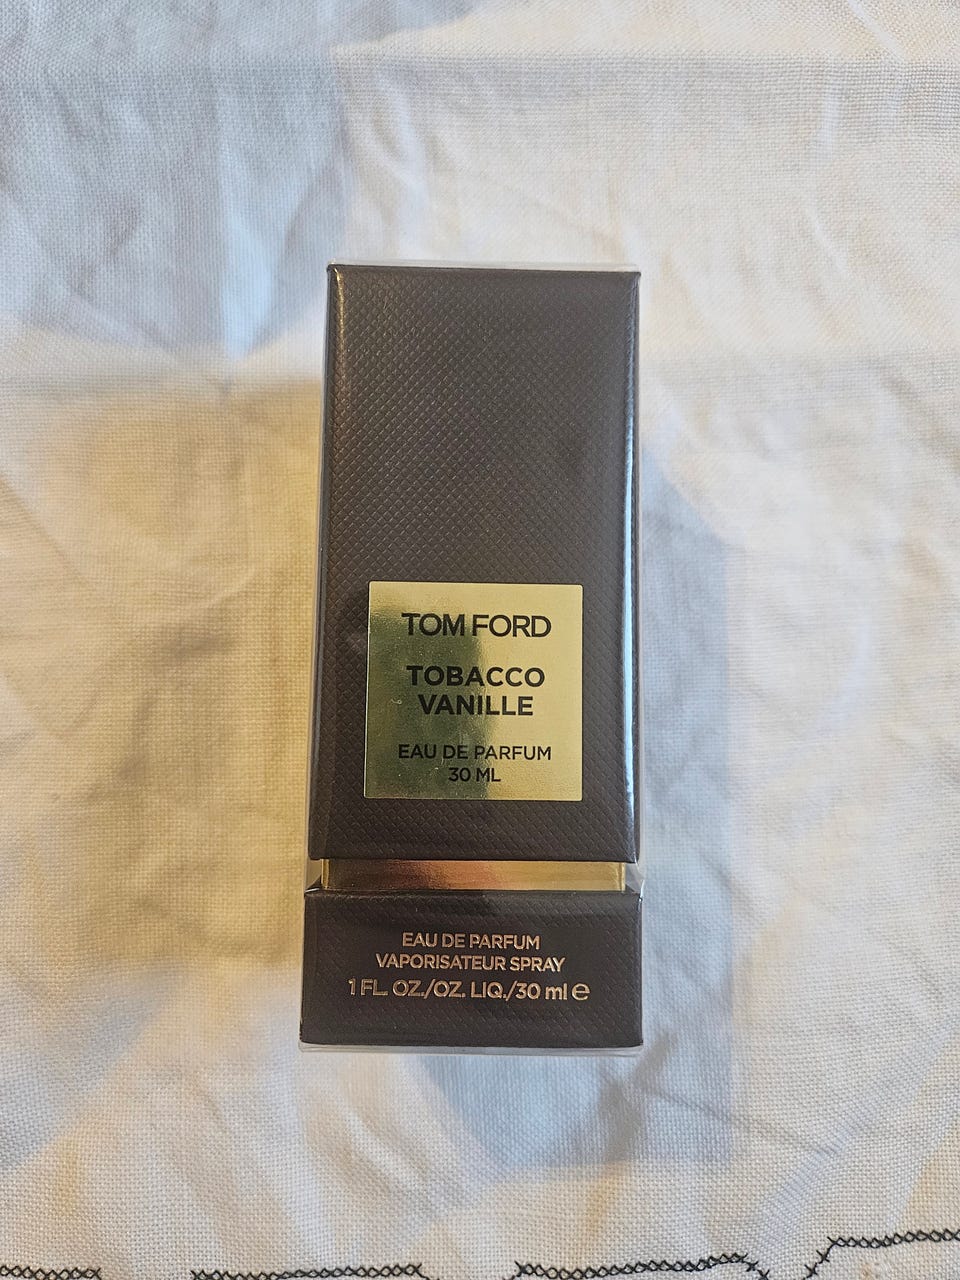 TOM FORD
TOBACCO
VANILLE
EAU DE PARFUM
30 ML
EAU DE PARFUM
VAPORISATEUR SPRAY
1 FL. OZ./OZ. LIQ./30 ml ℮